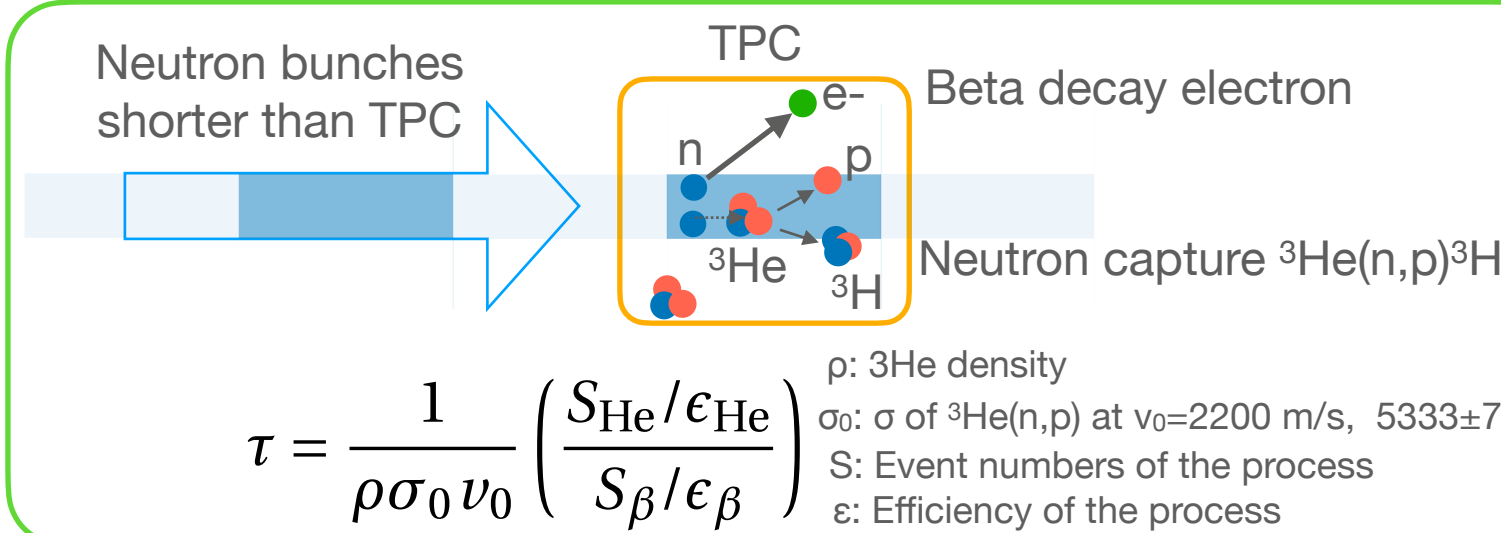 Neutron bunches
shorter than TPC
TPC
e-
Beta decay electron
n
p
³He
³H
Neutron capture ³He(n,p)³H
τ = 1 / (ρσ₀v₀) ( (S_He/ϵ_He) / (S_β/ϵ_β) )
ρ: 3He density
σ₀: σ of ³He(n,p) at v₀=2200 m/s, 5333±7
S: Event numbers of the process
ε: Efficiency of the process